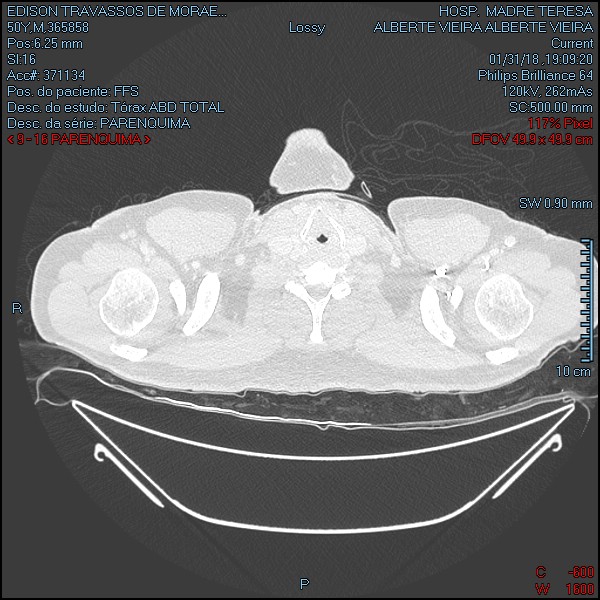 EDISON TRAVASSOS DE MORAE...
50Y,M,365858
Pos:6.25 mm
Sl:16
Acc#: 371134
Pos. do paciente: FFS
Desc. do estudo: Tórax ABD TOTAL
Desc. da série: PARENQUIMA
< 9 - 16 PARENQUIMA >
Lossy
HOSP. MADRE TERESA
ALBERTE VIEIRA ALBERTE VIEIRA
Current
01/31/18 ,19:09:20
Philips Brilliance 64
120kV, 262mAs
SC:500.00 mm
117% Pixel
DFOV 49.9 x 49.9 cm
SW 0.90 mm
R
10 cm
P
C -600
W 1600